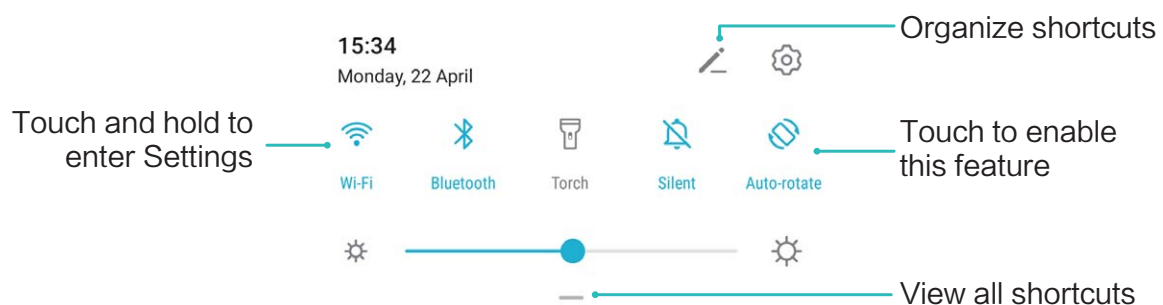 Organize shortcuts
15:34
Monday, 22 April
Touch and hold to
enter Settings
Touch to enable
this feature
Wi-Fi
Bluetooth
Torch
Silent
Auto-rotate
View all shortcuts